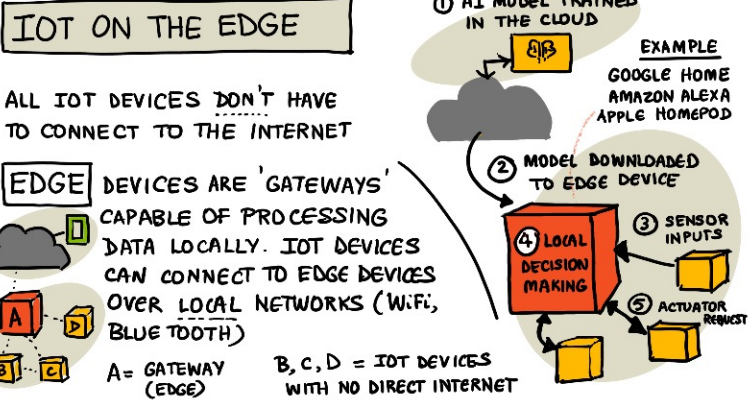 IOT ON THE EDGE
ALL IOT DEVICES DON'T HAVE
TO CONNECT TO THE INTERNET
EDGE DEVICES ARE 'GATEWAYS'
CAPABLE OF PROCESSING
DATA LOCALLY. IOT DEVICES
CAN CONNECT TO EDGE DEVICES
OVER LOCAL NETWORKS (WiFi,
BLUETOOTH)
A
D
B
C
A = GATEWAY
(EDGE)
B, C, D = IOT DEVICES
WITH NO DIRECT INTERNET
1 AI MODEL TRAINED
IN THE CLOUD
EXAMPLE
GOOGLE HOME
AMAZON ALEXA
APPLE HOMEPOD
2 MODEL DOWNLOADED
TO EDGE DEVICE
3 SENSOR
INPUTS
4 LOCAL
DECISION
MAKING
5 ACTUATOR
REQUEST